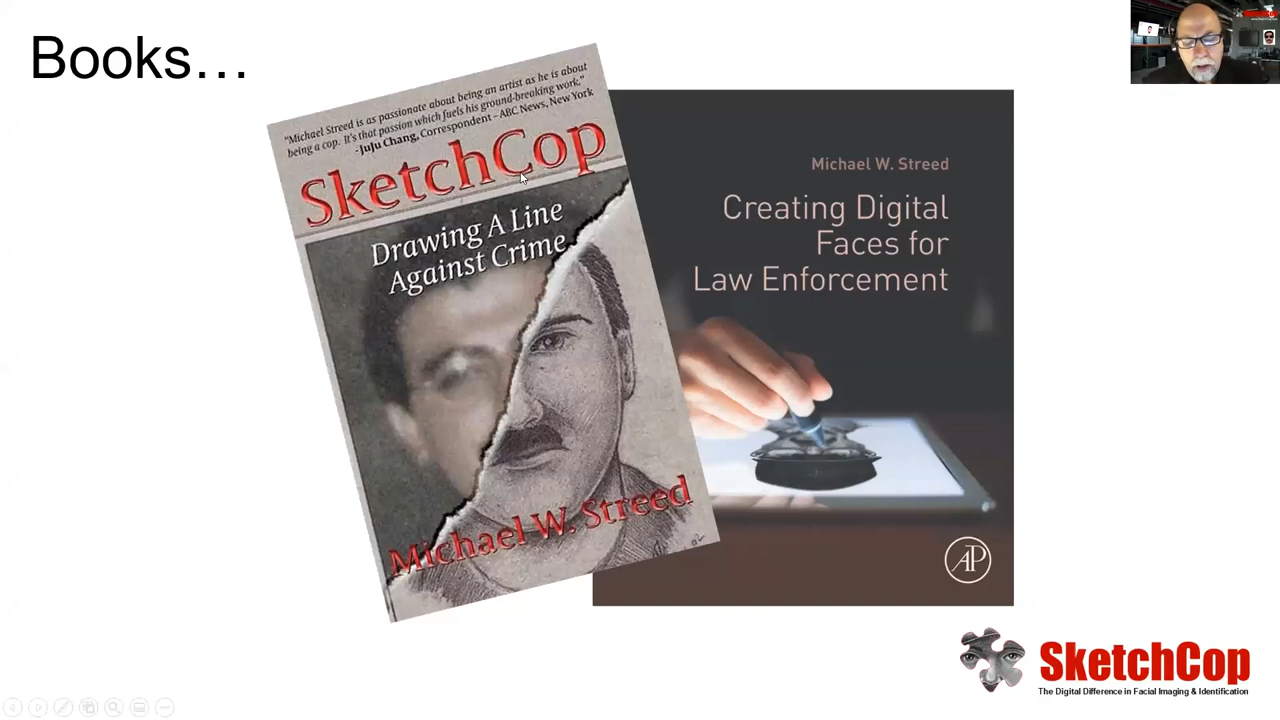 Books…
"Michael Streed is as passionate about being an artist as he is about
being a cop. It's that passion which fuels his ground-breaking work."
-JuJu Chang, Correspondent – ABC News, New York
SketchCop
Drawing A Line
Against Crime
Michael W. Streed
Michael W. Streed
Creating Digital
Faces for
Law Enforcement
AP
SketchCop
The Digital Difference in Facial Imaging & Identification